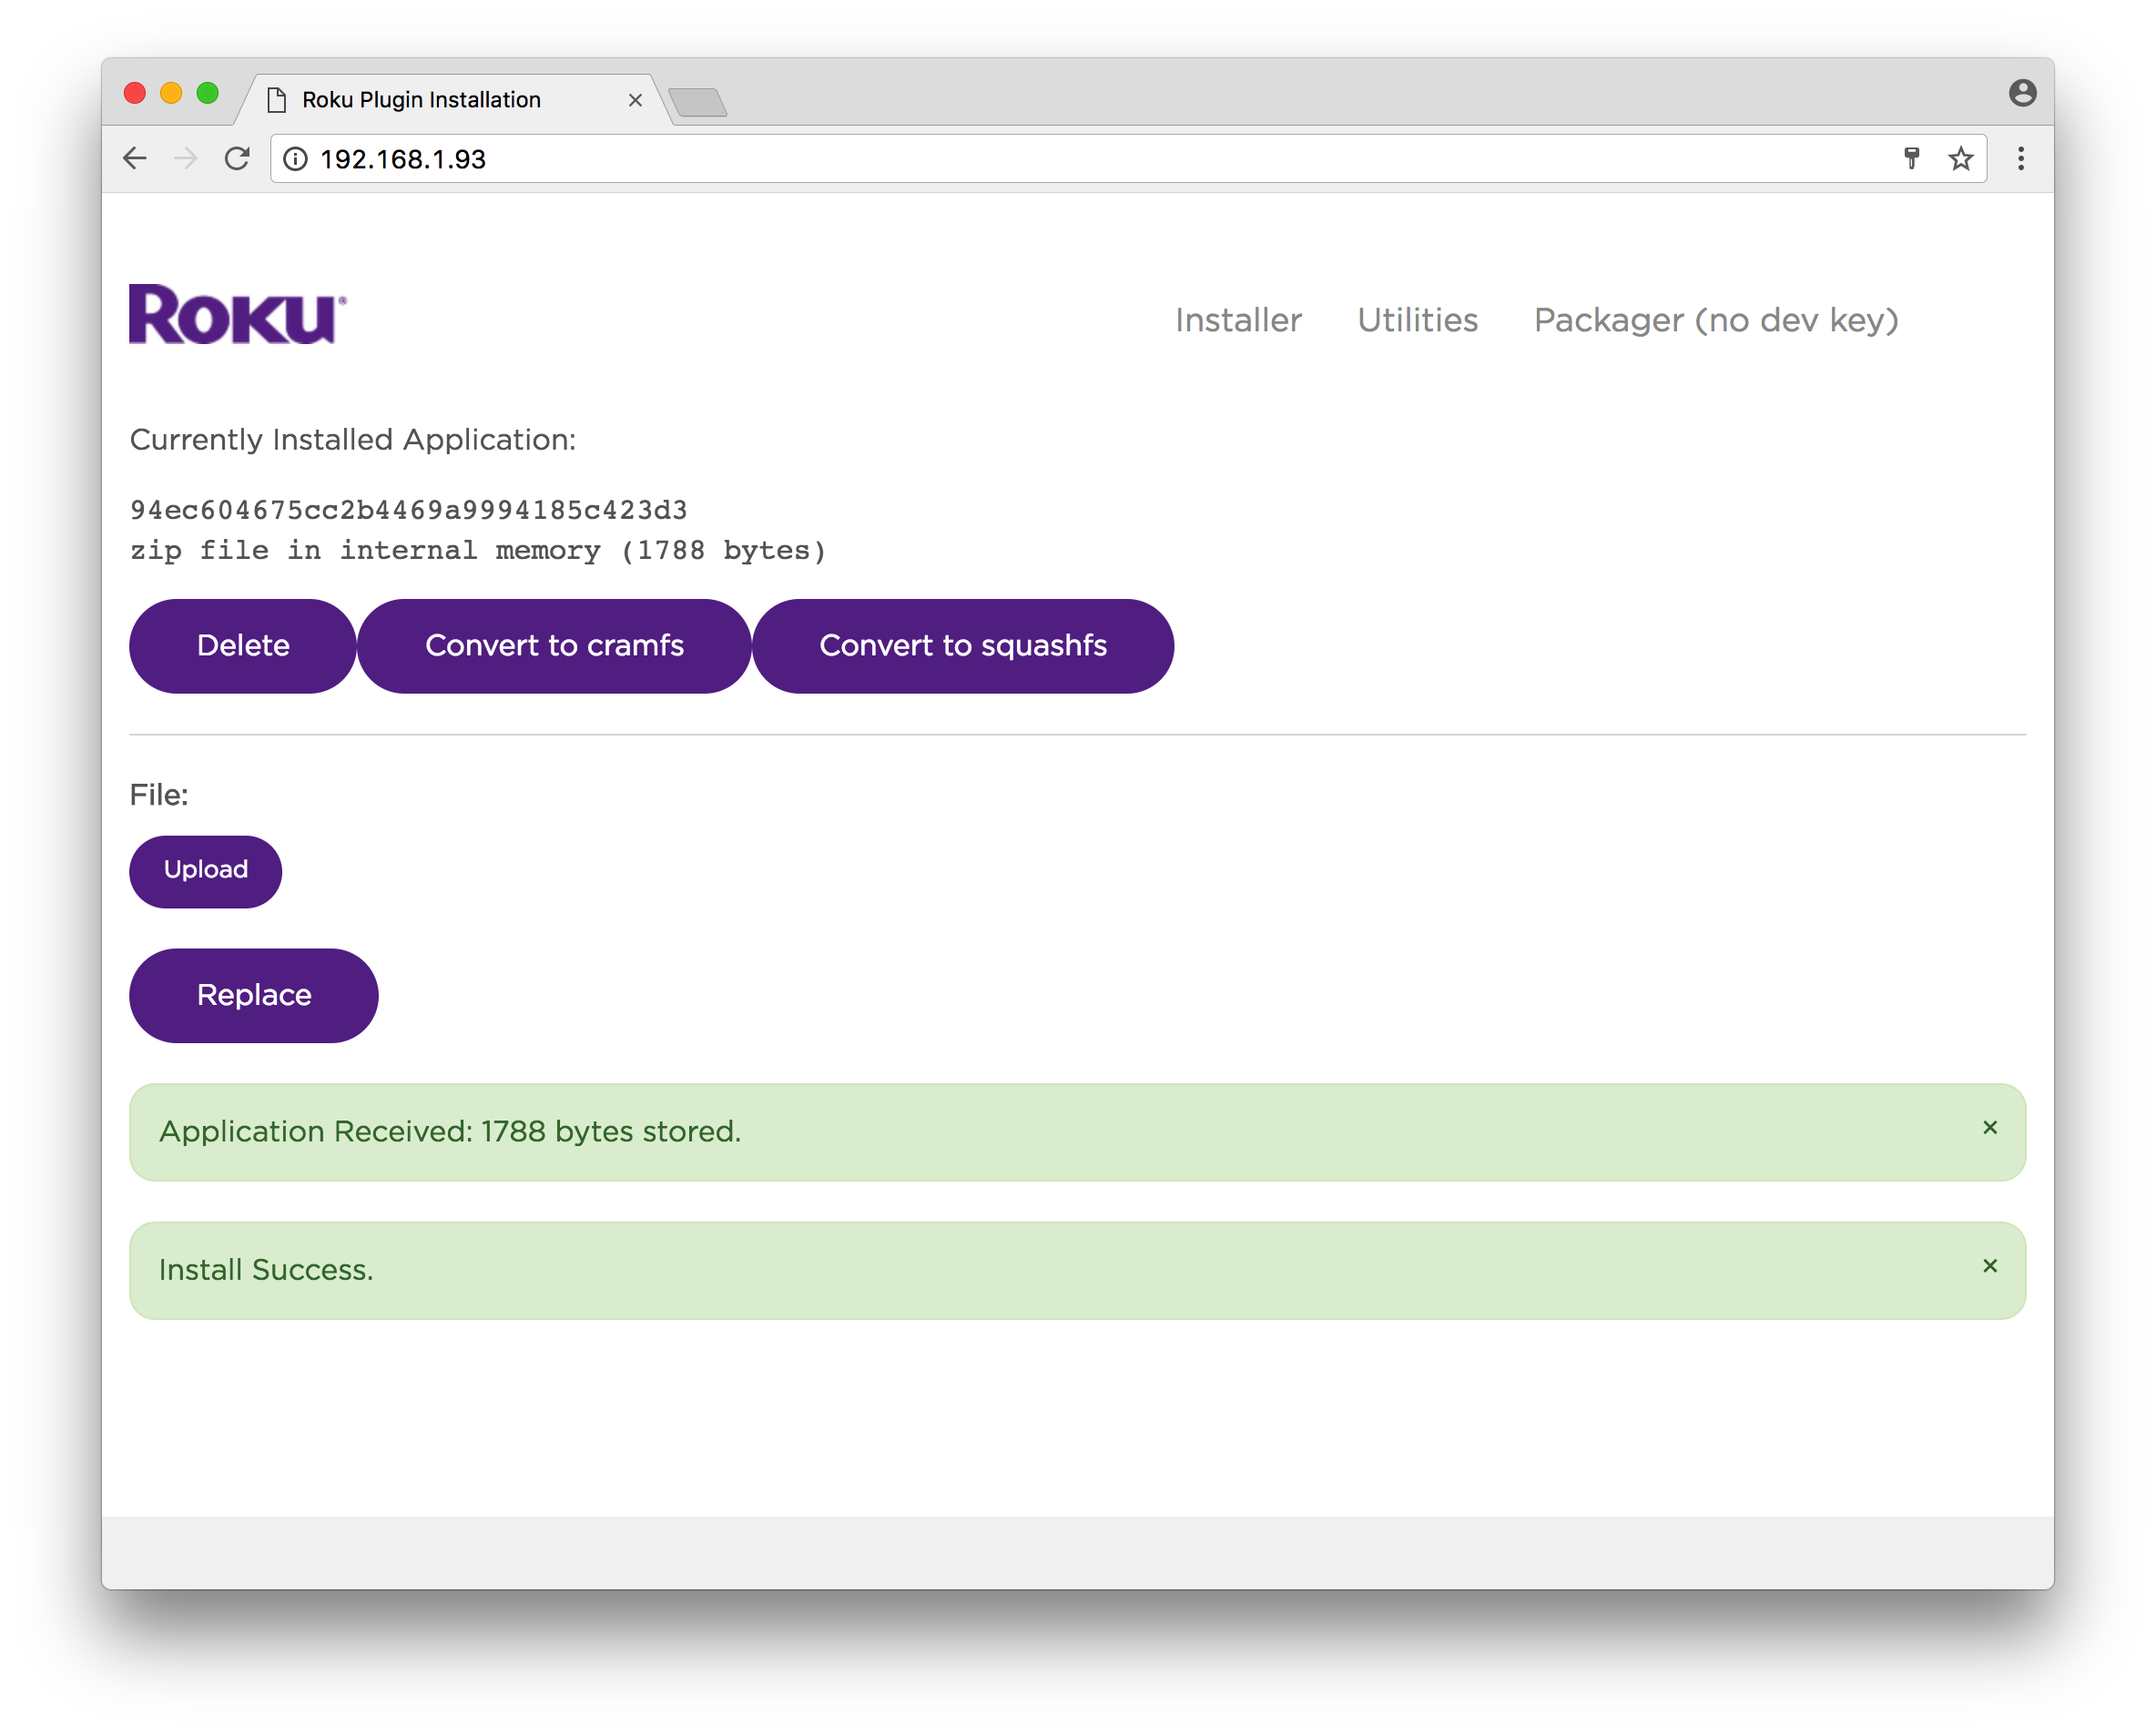 Roku Plugin Installation
192.168.1.93
ROKU®
Installer Utilities Packager (no dev key)
Currently Installed Application:
94ec604675cc2b4469a9994185c423d3
zip file in internal memory (1788 bytes)
Delete Convert to cramfs Convert to squashfs
File:
Upload
Replace
Application Received: 1788 bytes stored.
Install Success.